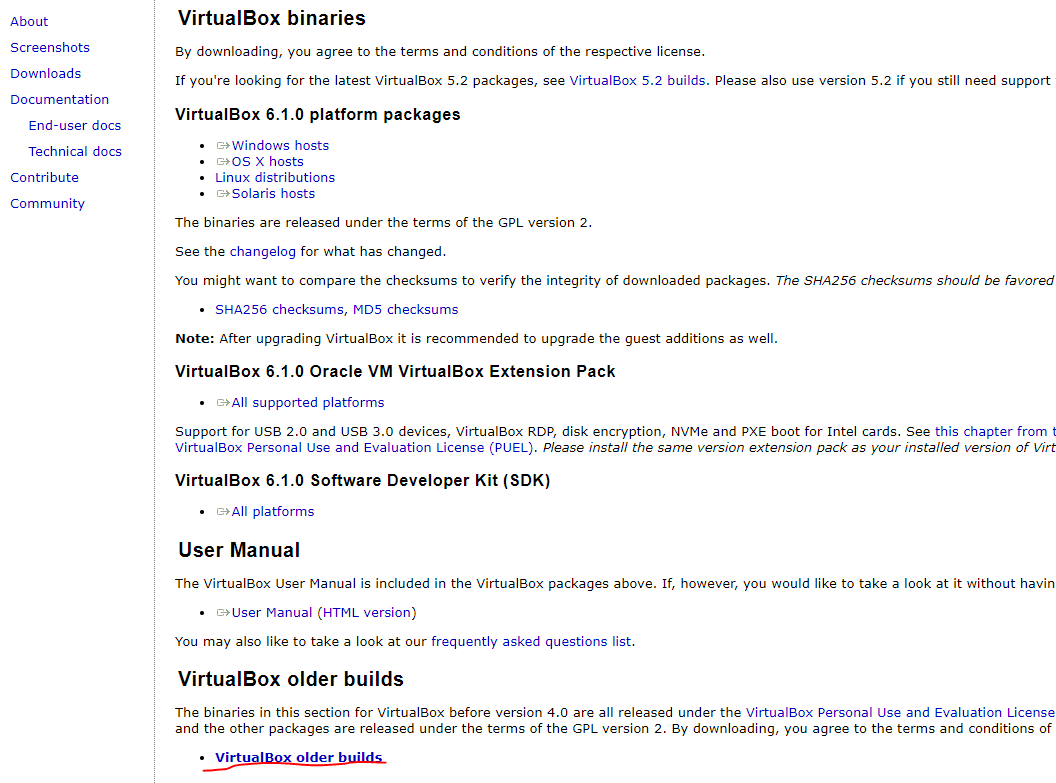 About
Screenshots
Downloads
Documentation
End-user docs
Technical docs
Contribute
Community
VirtualBox binaries
By downloading, you agree to the terms and conditions of the respective license.
If you're looking for the latest VirtualBox 5.2 packages, see VirtualBox 5.2 builds. Please also use version 5.2 if you still need support
VirtualBox 6.1.0 platform packages
Windows hosts
OS X hosts
Linux distributions
Solaris hosts
The binaries are released under the terms of the GPL version 2.
See the changelog for what has changed.
You might want to compare the checksums to verify the integrity of downloaded packages. The SHA256 checksums should be favored
SHA256 checksums, MD5 checksums
Note: After upgrading VirtualBox it is recommended to upgrade the guest additions as well.
VirtualBox 6.1.0 Oracle VM VirtualBox Extension Pack
All supported platforms
Support for USB 2.0 and USB 3.0 devices, VirtualBox RDP, disk encryption, NVMe and PXE boot for Intel cards. See this chapter from t
VirtualBox Personal Use and Evaluation License (PUEL). Please install the same version extension pack as your installed version of Virt
VirtualBox 6.1.0 Software Developer Kit (SDK)
All platforms
User Manual
The VirtualBox User Manual is included in the VirtualBox packages above. If, however, you would like to take a look at it without havin
User Manual (HTML version)
You may also like to take a look at our frequently asked questions list.
VirtualBox older builds
The binaries in this section for VirtualBox before version 4.0 are all released under the VirtualBox Personal Use and Evaluation License
and the other packages are released under the terms of the GPL version 2. By downloading, you agree to the terms and conditions of
VirtualBox older builds